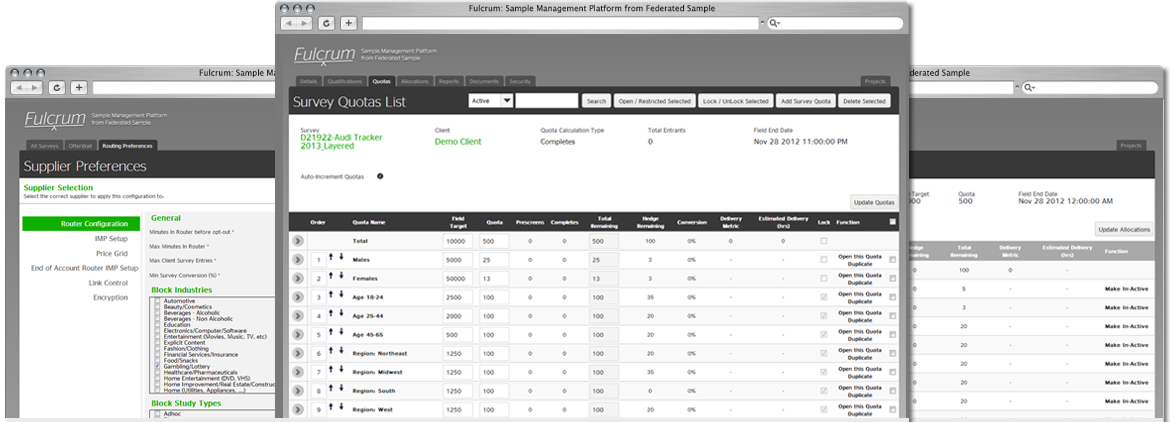 Fulcrum: Sample Management Platform from Federated Sample
Fulcrum
Sample Management Platform
from Federated Sample
Details Qualifications Quotas Allocations Reports Documents Security Projects
Survey Quotas List
Active Search Open / Restricted Selected Lock / UnLock Selected Add Survey Quota Delete Selected
Survey Client Quota Calculation Type Total Entrants Field End Date
D21922-Audi Tracker
2013_Layered
Demo Client Completes 0 Nov 28 2012 11:00:00 PM
Auto-Increment Quotas
Update Quotas
Order Quota Name Field Target Quota Prescreens Completes Total Remaining Hedge Remaining Conversion Delivery Metric Estimated Delivery (hrs) Lock Function
Total 10000 500 0 0 500 100 0% 0 0
1 Males 5000 25 0 0 25 3 0% - - Open this Quota Duplicate
2 Females 50000 13 0 0 13 3 0% - - Open this Quota Duplicate
3 Age 18-24 2500 100 0 0 100 35 0% - - Open this Quota Duplicate
4 Age 25-44 2000 100 0 0 100 20 0% - - Open this Quota Duplicate
5 Age 45-65 500 100 0 0 100 20 0% - - Open this Quota Duplicate
6 Region: Northeast 1250 100 0 0 100 20 0% - - Open this Quota Duplicate
7 Region: Midwest 1250 100 0 0 100 35 0% - - Open this Quota Duplicate
8 Region: South 1250 100 0 0 100 0 0% - - Open this Quota Duplicate
9 Region: West 1250 100 0 0 100 20 0% - - Open this Quota Duplicate
Fulcrum: Sample Ma
Fulcrum
Sample Management Platform
from Federated Sample
All Surveys OfferWall Routing Preferences
Supplier Preferences
Supplier Selection
Select the correct supplier to apply this configuration to:
Router Configuration
IMP Setup
Price Grid
End of Account Router IMP Setup
Link Control
Encryption
General
Minutes In Router before opt-out *
Max Minutes In Router *
Max Client Survey Entries *
Min Survey Conversion (%) *
Block Industries
Automotive
Beauty/Cosmetics
Beverages - Alcoholic
Beverages - Non Alcoholic
Education
Electronics/Computer/Software
Entertainment (Movies, Music, TV, etc)
Explicit Content
Fashion/Clothing
Financial Services/Insurance
Food/Snacks
Gambling/Lottery
Healthcare/Pharmaceuticals
Home Entertainment (DVD, VHS)
Home Improvement/Real Estate/Construc
Home (Utilities, Appliances, ...)
Block Study Types
Adhoc
derated Sample
Projects
Target Quota Field End Date
000 500 Nov 28 2012 12:00:00 AM
Update Allocations
Hedge Remaining Total Remaining Delivery Metric Estimated Delivery (hrs) Function
0 100 0 -
0 5 - - Make In-Active
0 3 - - Make In-Active
0 20 - - Make In-Active
0 20 - - Make In-Active
0 20 - - Make In-Active
0 20 - - Make In-Active
0 20 - - Make In-Active
0 20 - - Make In-Active